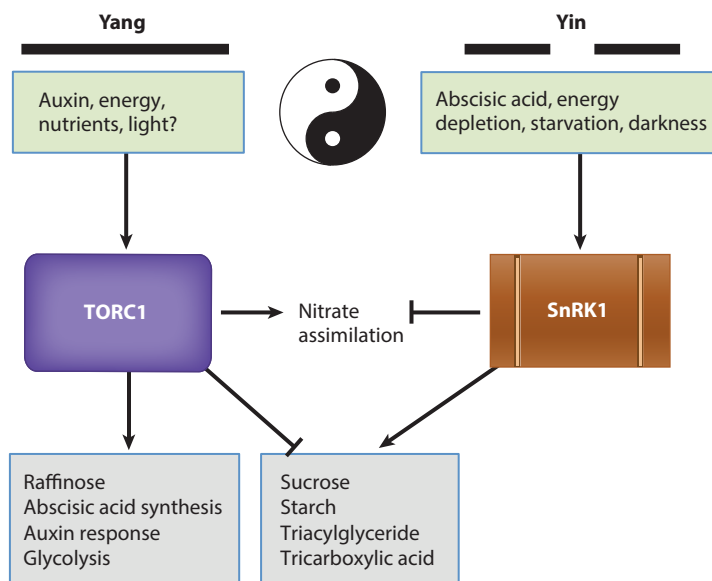 Yang
Yin
Auxin, energy,
nutrients, light?
Abscisic acid, energy
depletion, starvation, darkness
TORC1
Nitrate
assimilation
SnRK1
Raffinose
Abscisic acid synthesis
Auxin response
Glycolysis
Sucrose
Starch
Triacylglyceride
Tricarboxylic acid